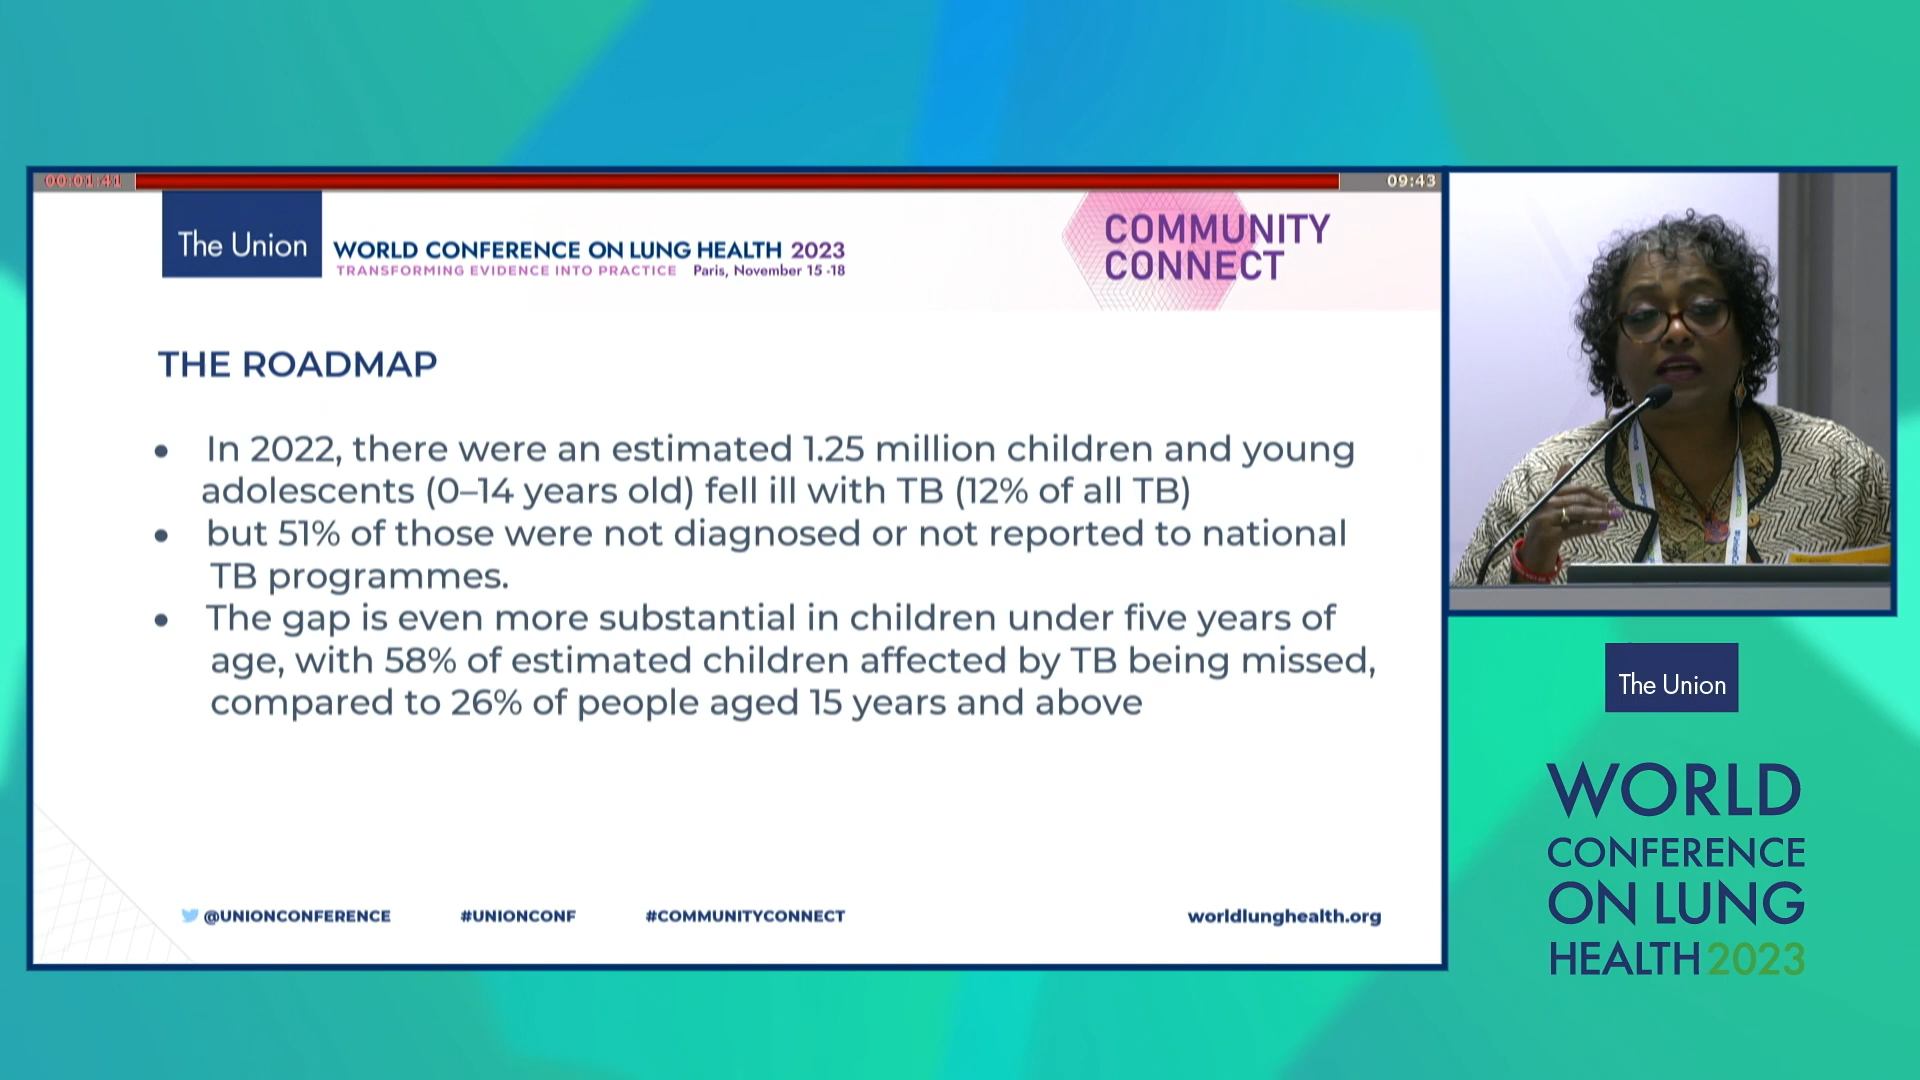 00:01:41
09:43
The Union
WORLD CONFERENCE ON LUNG HEALTH 2023
TRANSFORMING EVIDENCE INTO PRACTICE Paris, November 15 -18
COMMUNITY
CONNECT
THE ROADMAP
• In 2022, there were an estimated 1.25 million children and young
adolescents (0–14 years old) fell ill with TB (12% of all TB)
• but 51% of those were not diagnosed or not reported to national
TB programmes.
• The gap is even more substantial in children under five years of
age, with 58% of estimated children affected by TB being missed,
compared to 26% of people aged 15 years and above
@UNIONCONFERENCE #UNIONCONF #COMMUNITYCONNECT worldlunghealth.org
The Union
WORLD
CONFERENCE
ON LUNG
HEALTH 2023